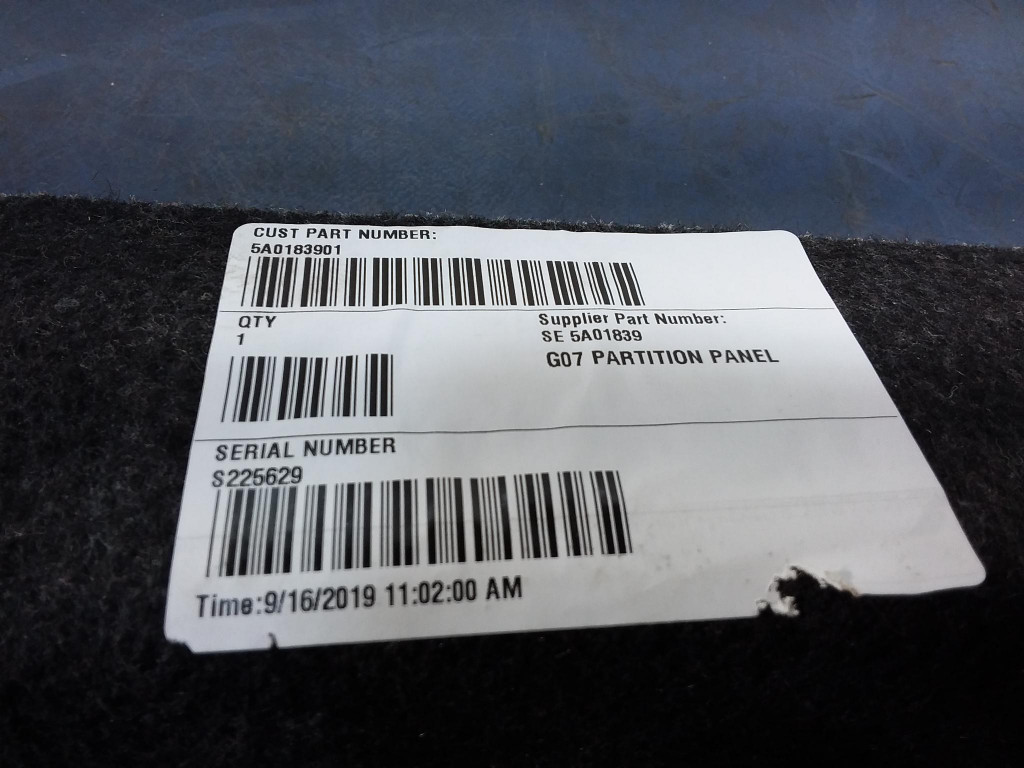 CUST PART NUMBER:
5A0183901
QTY
1
Supplier Part Number:
SE 5A01839
G07 PARTITION PANEL
SERIAL NUMBER
S225629
Time:9/16/2019 11:02:00 AM